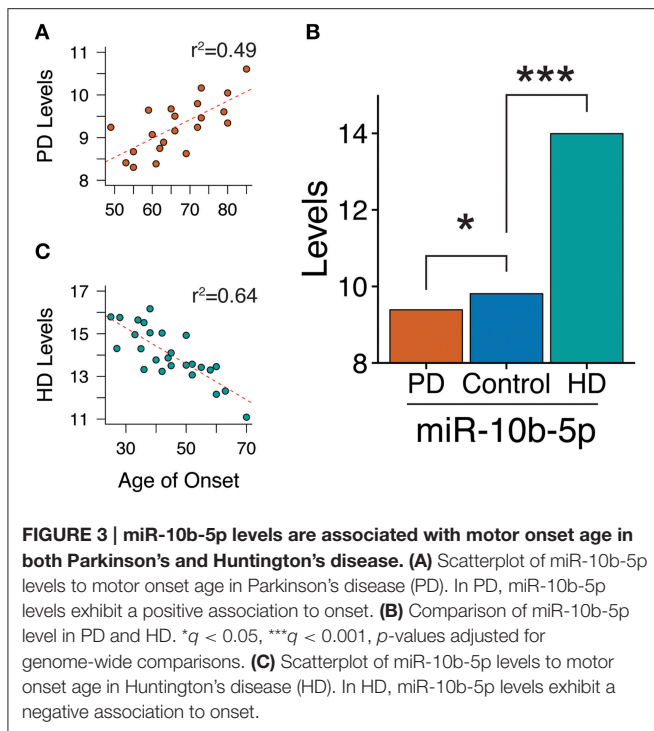 A
r²=0.49
PD Levels
11
10
9
8
50 60 70 80
B
***
*
Levels
14
12
10
8
PD Control HD
miR-10b-5p
C
r²=0.64
HD Levels
17
15
13
11
30 50 70
Age of Onset
FIGURE 3 | miR-10b-5p levels are associated with motor onset age in
both Parkinson's and Huntington's disease. (A) Scatterplot of miR-10b-5p
levels to motor onset age in Parkinson's disease (PD). In PD, miR-10b-5p
levels exhibit a positive association to onset. (B) Comparison of miR-10b-5p
level in PD and HD. *q < 0.05, ***q < 0.001, p-values adjusted for
genome-wide comparisons. (C) Scatterplot of miR-10b-5p levels to motor
onset age in Huntington's disease (HD). In HD, miR-10b-5p levels exhibit a
negative association to onset.